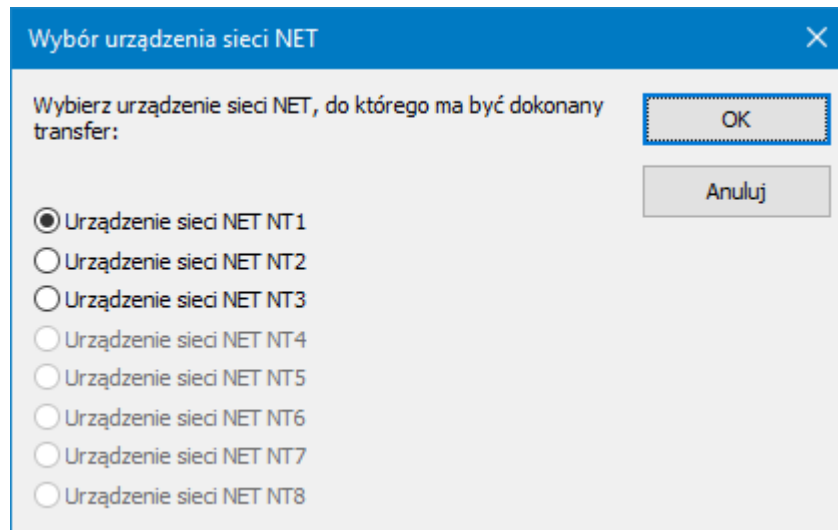 Wybór urządzenia sieci NET
Wybierz urządzenie sieci NET, do którego ma być dokonany
transfer:
OK
Anuluj
Urządzenie sieci NET NT1
Urządzenie sieci NET NT2
Urządzenie sieci NET NT3
Urządzenie sieci NET NT4
Urządzenie sieci NET NT5
Urządzenie sieci NET NT6
Urządzenie sieci NET NT7
Urządzenie sieci NET NT8